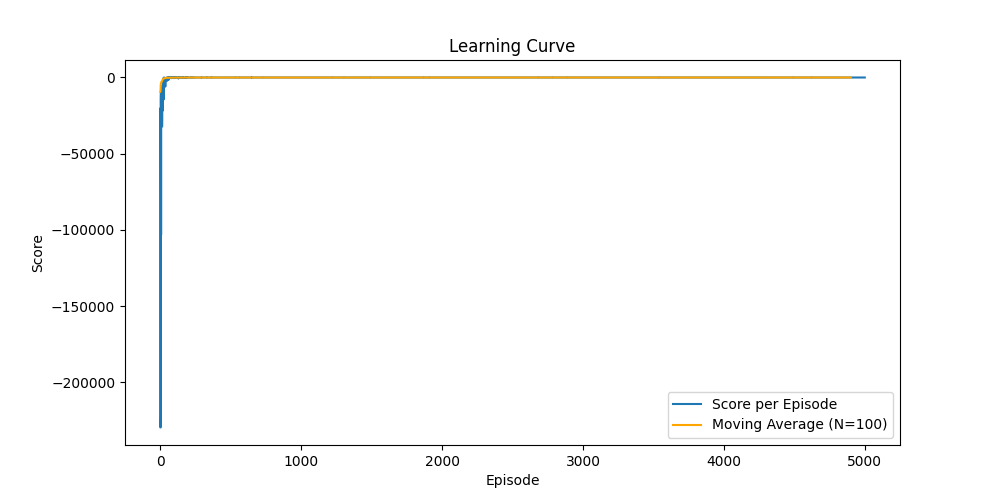 Learning Curve
0
−50000
−100000
−150000
−200000
Score
Score per Episode
Moving Average (N=100)
0 1000 2000 3000 4000 5000
Episode